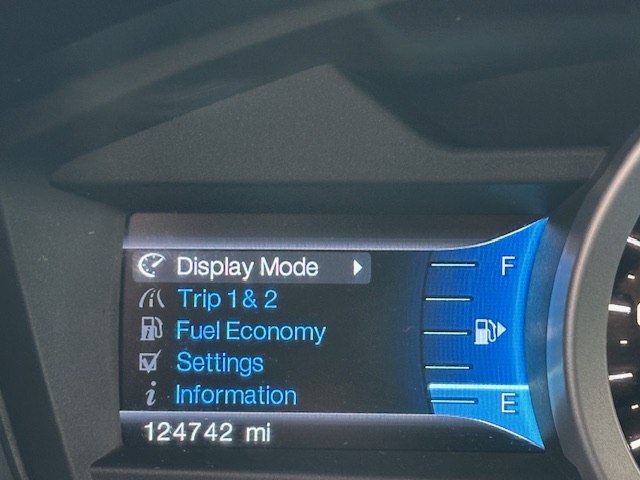 Display Mode
F
Trip 1 & 2
Fuel Economy
Settings
Information
E
124742 mi